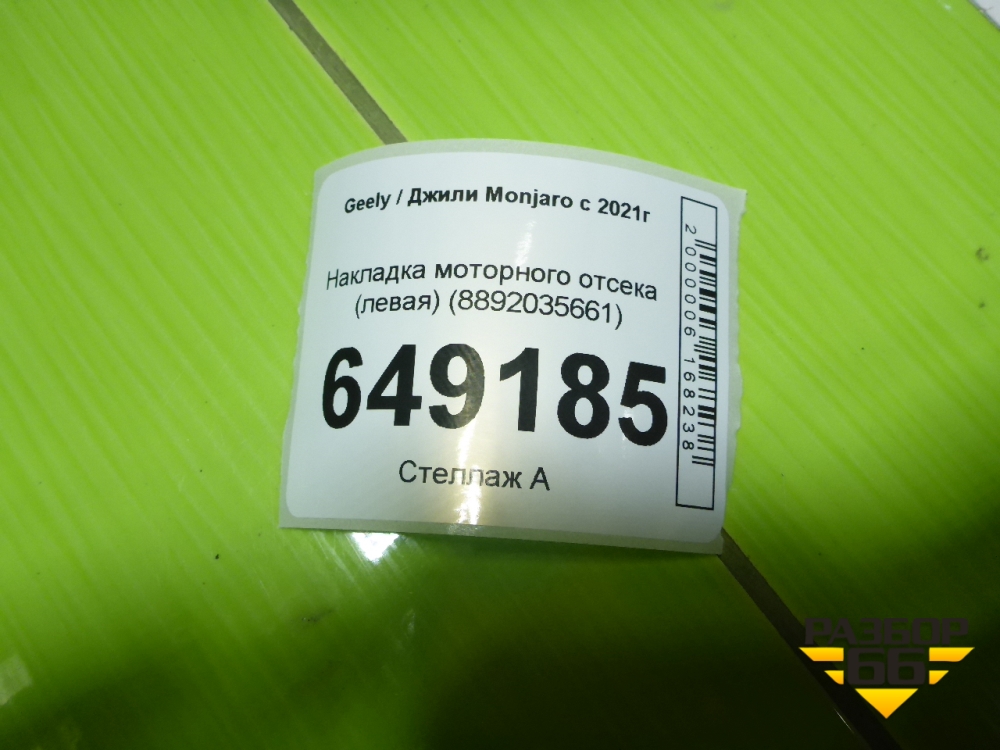 Geely / Джили Monjaro с 2021г
Накладка моторного отсека
(левая) (8892035661)
649185
Стеллаж А
2000006168238
РАЗБОР
66